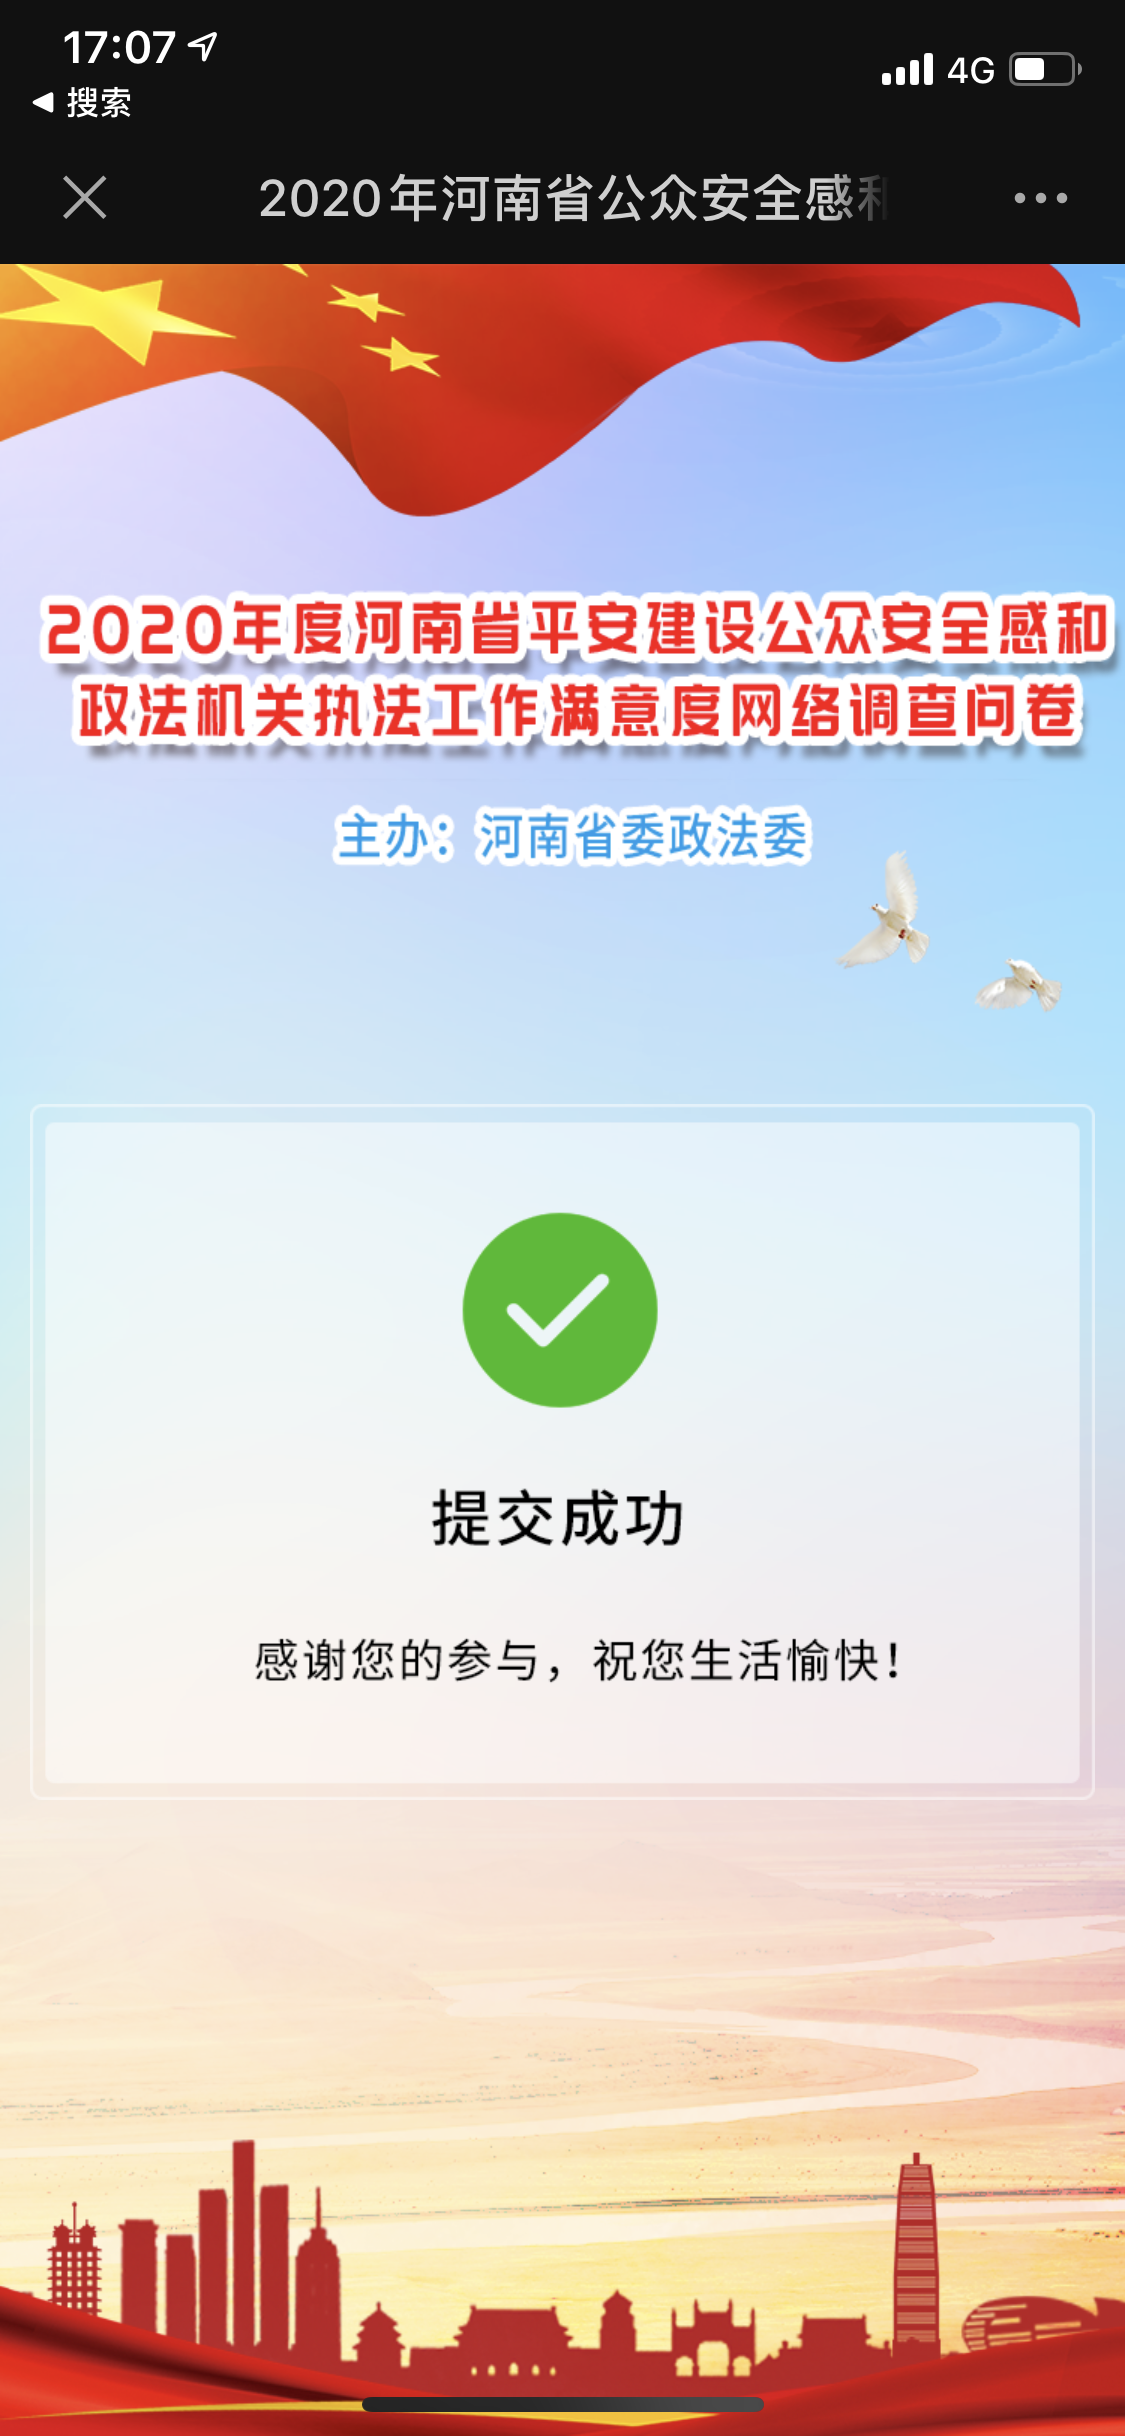 17:07
4G
搜索
2020年河南省公众安全感和
2020年度河南省平安建设公众安全感和
政法机关执法工作满意度网络调查问卷
主办：河南省委政法委
提交成功
感谢您的参与，祝您生活愉快！